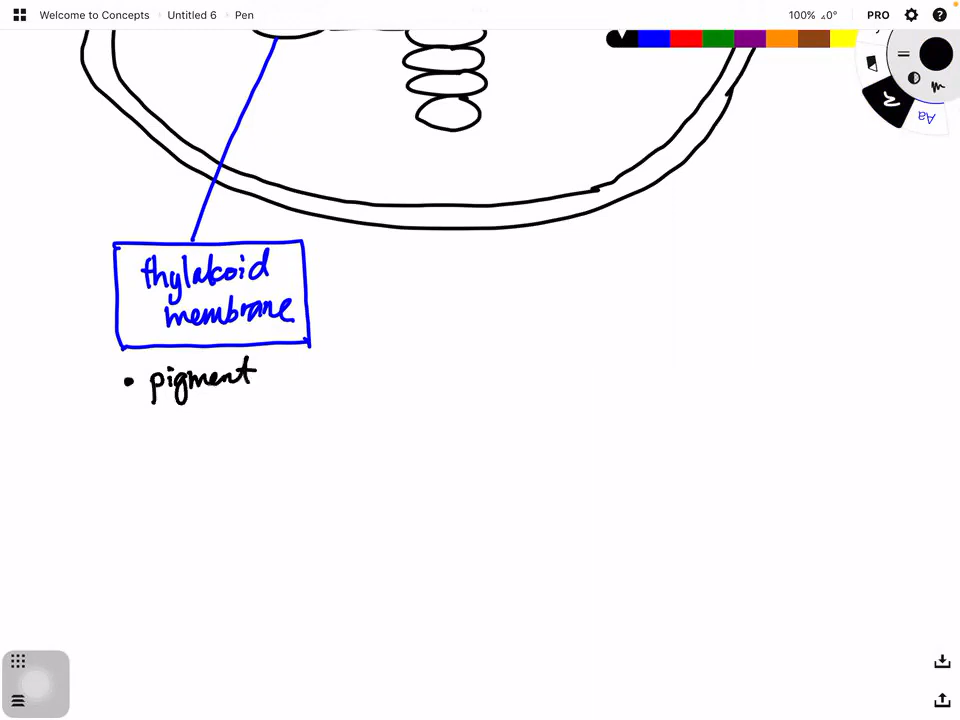 Welcome to Concepts Untitled 6 Pen 100% ⊿0° PRO ?
Aa
thylakoid
membrane
• pigment